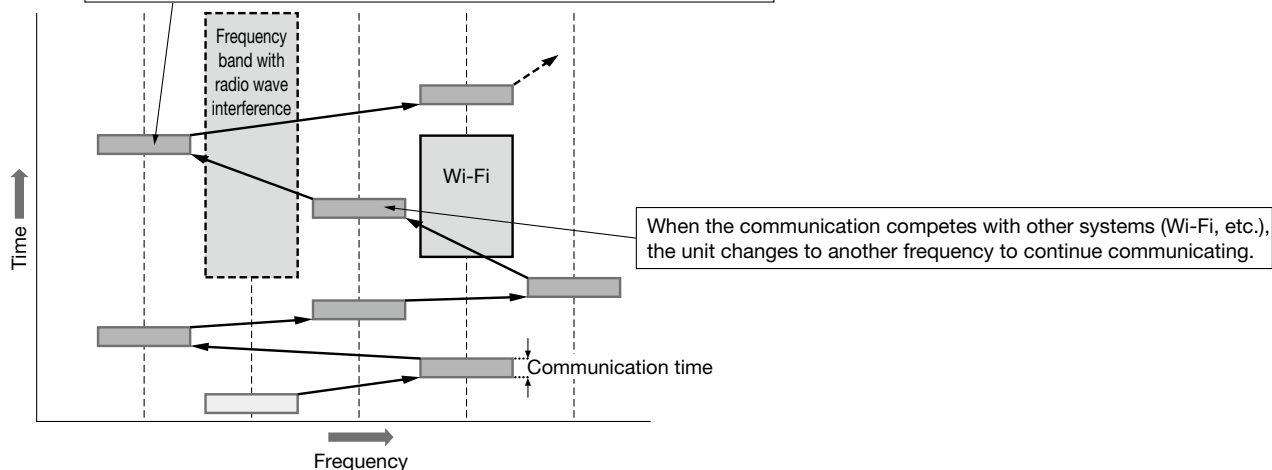 Frequency
band with
radio wave
interference
Wi-Fi
When the communication competes with other systems (Wi-Fi, etc.),
the unit changes to another frequency to continue communicating.
Communication time
Time
Frequency